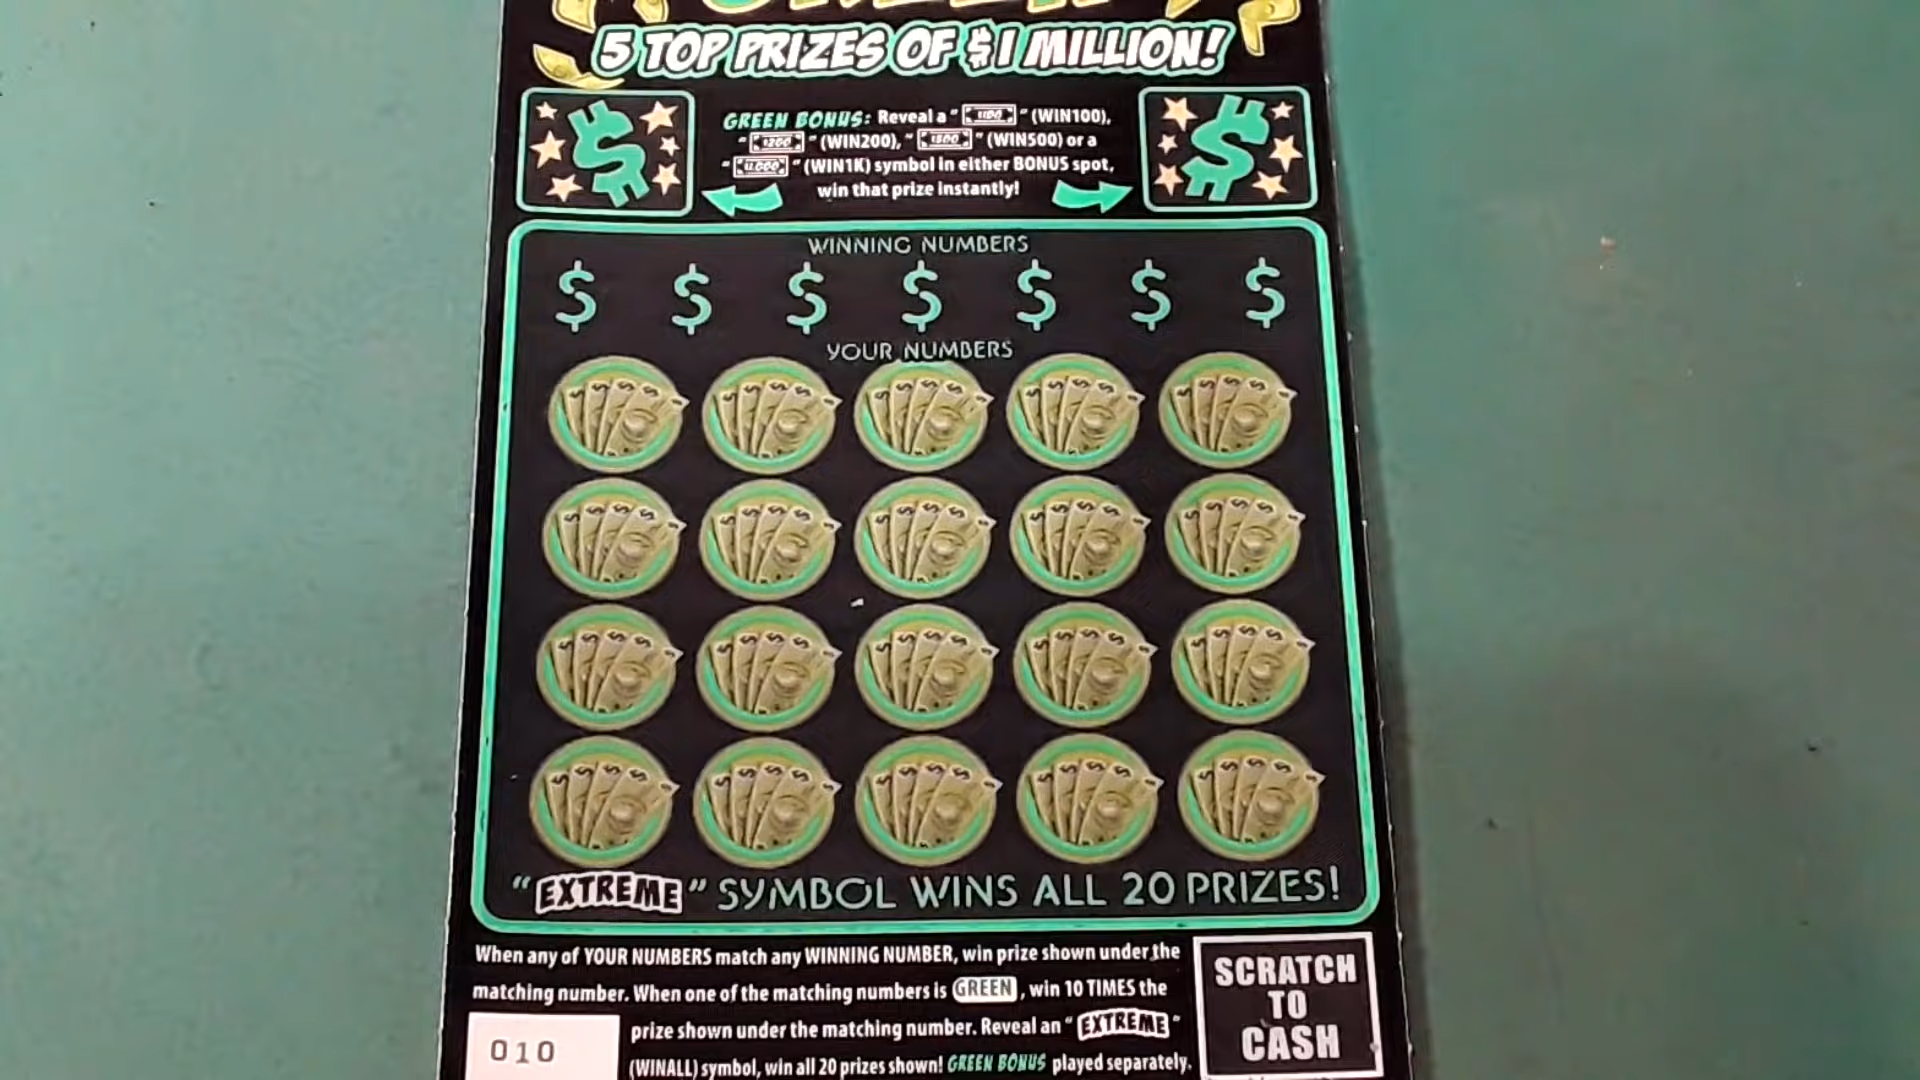 5 TOP PRIZES OF $1 MILLION!
GREEN BONUS: Reveal a " $100 " (WIN100),
" $200 " (WIN200), " $500 " (WIN500) or a
" $1,000 " (WIN1K) symbol in either BONUS spot,
win that prize instantly!
WINNING NUMBERS
$ $ $ $ $ $ $
YOUR NUMBERS
"EXTREME" SYMBOL WINS ALL 20 PRIZES!
When any of YOUR NUMBERS match any WINNING NUMBER, win prize shown under the
matching number. When one of the matching numbers is GREEN, win 10 TIMES the
prize shown under the matching number. Reveal an "EXTREME"
(WINALL) symbol, win all 20 prizes shown! GREEN BONUS played separately.
010
SCRATCH
TO
CASH